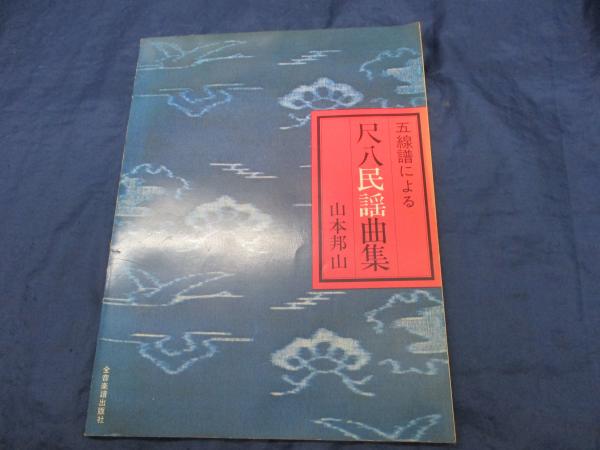 五線譜による
尺八民謡曲集
山本邦山
全音楽譜出版社